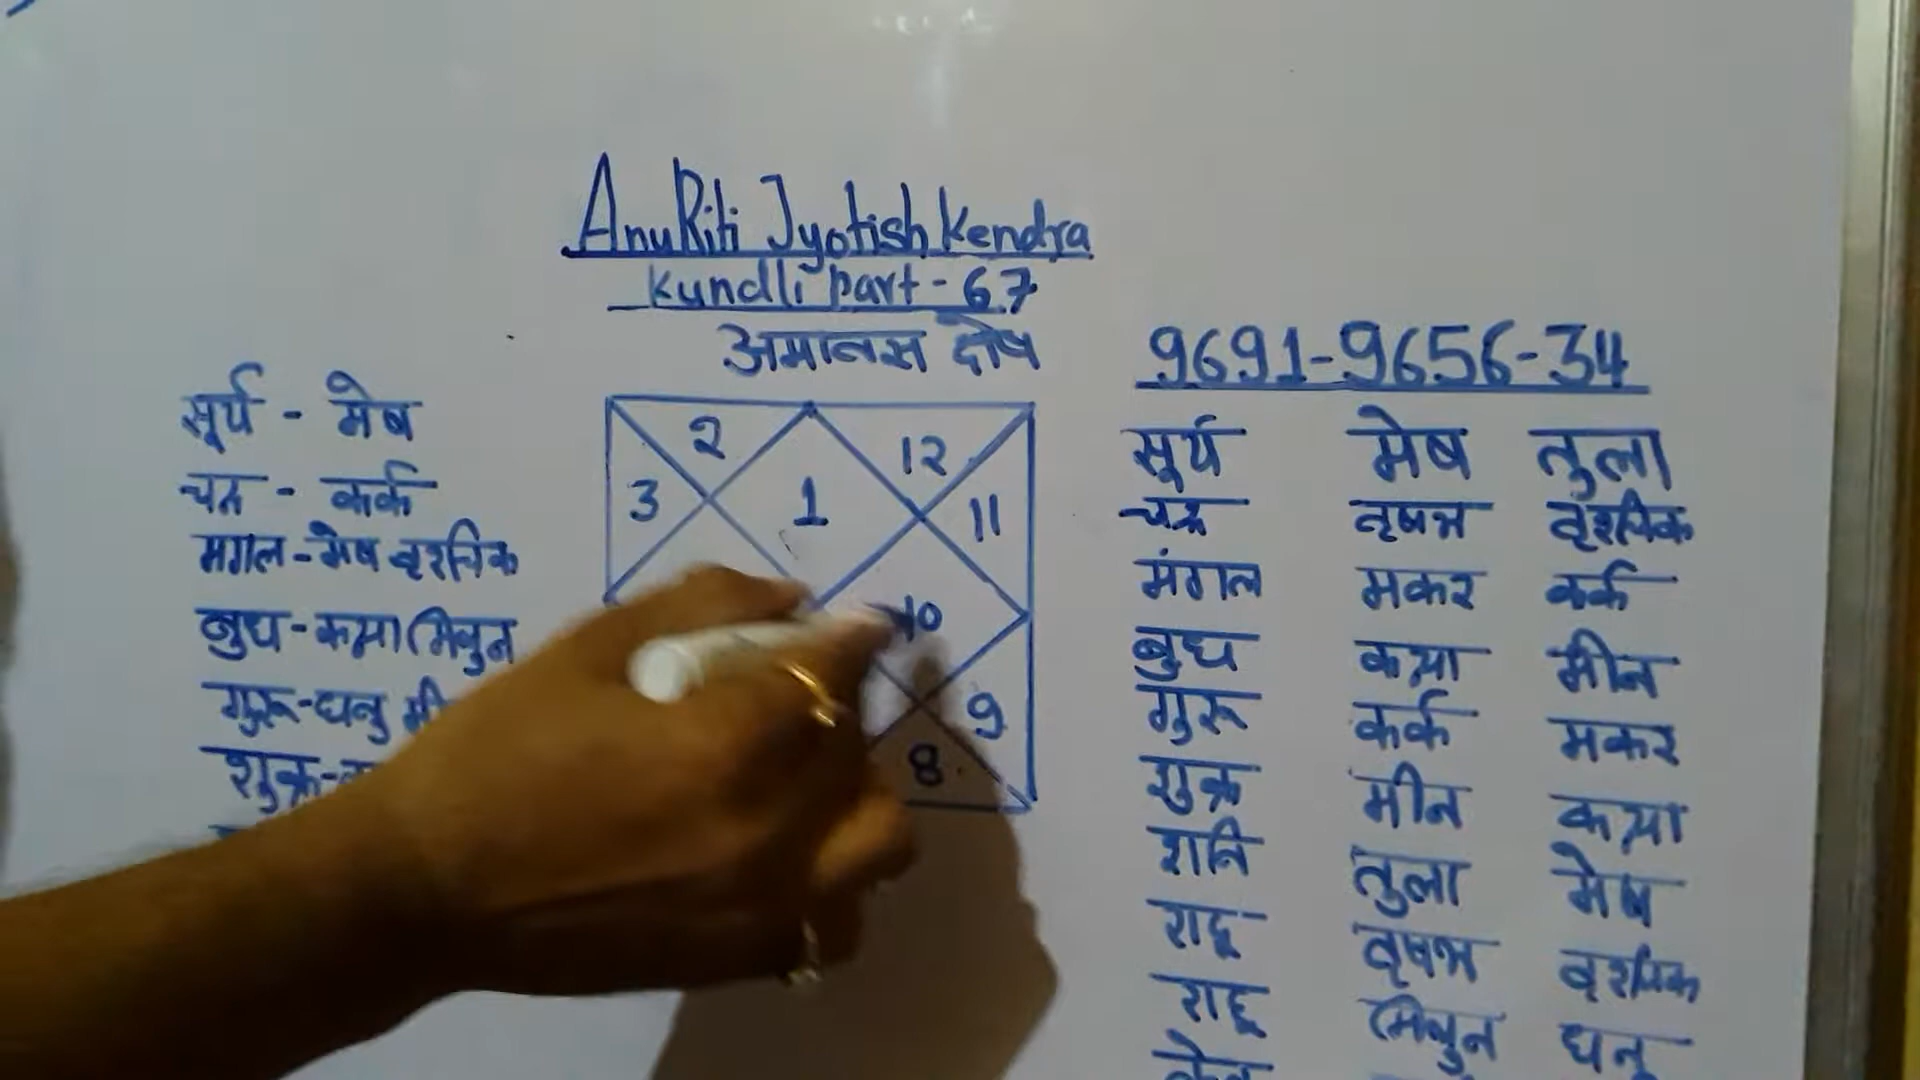 AnuRiti Jyotish Kendra
Kundli part - 67
अमावस दोष
9691-9656-34
सूर्य - मेष
चन्द्र - कर्क
मंगल - मेष वृश्चिक
बुध - कन्या मिथुन
गुरू - धनु
शुक्र -
2
12
3
1
11
10
9
8
सूर्य मेष तुला
चन्द्र वृषभ वृश्चिक
मंगल मकर कर्क
बुध कन्या मीन
गुरू कर्क मकर
शुक्र मीन कन्या
शनि तुला मेष
राहू वृषभ वृश्चिक
राहू मिथुन धनु